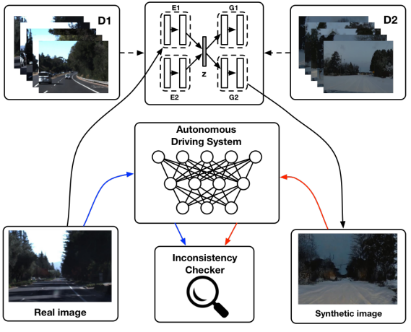 D1
E1
G1
D2
z
E2
G2
Autonomous
Driving System
Real image
Inconsistency
Checker
Synthetic image